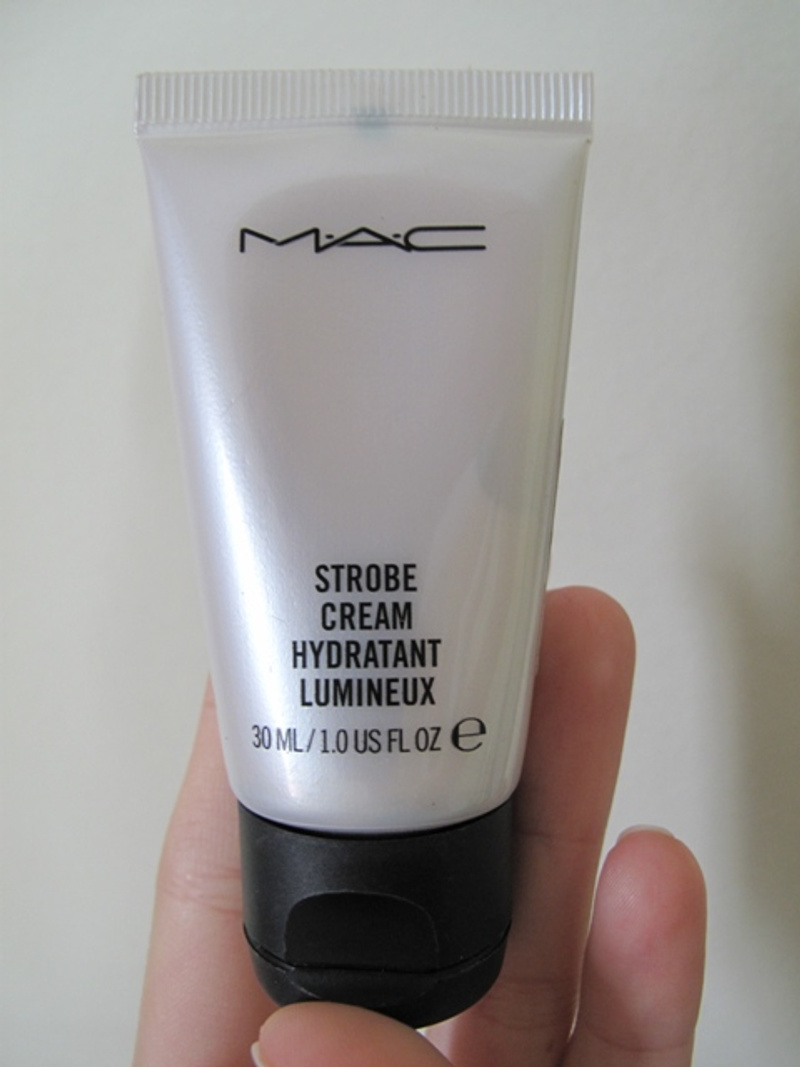 M·A·C
STROBE
CREAM
HYDRATANT
LUMINEUX
30 ML / 1.0 US FL OZ ℮